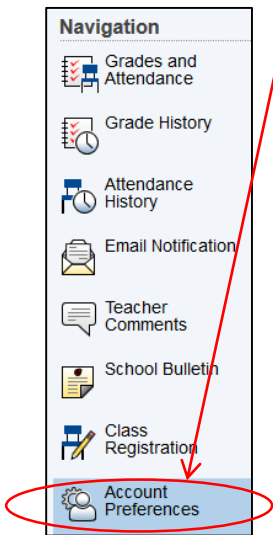 Navigation
Grades and
Attendance
Grade History
Attendance
History
Email Notification
Teacher
Comments
School Bulletin
Class
Registration
Account
Preferences